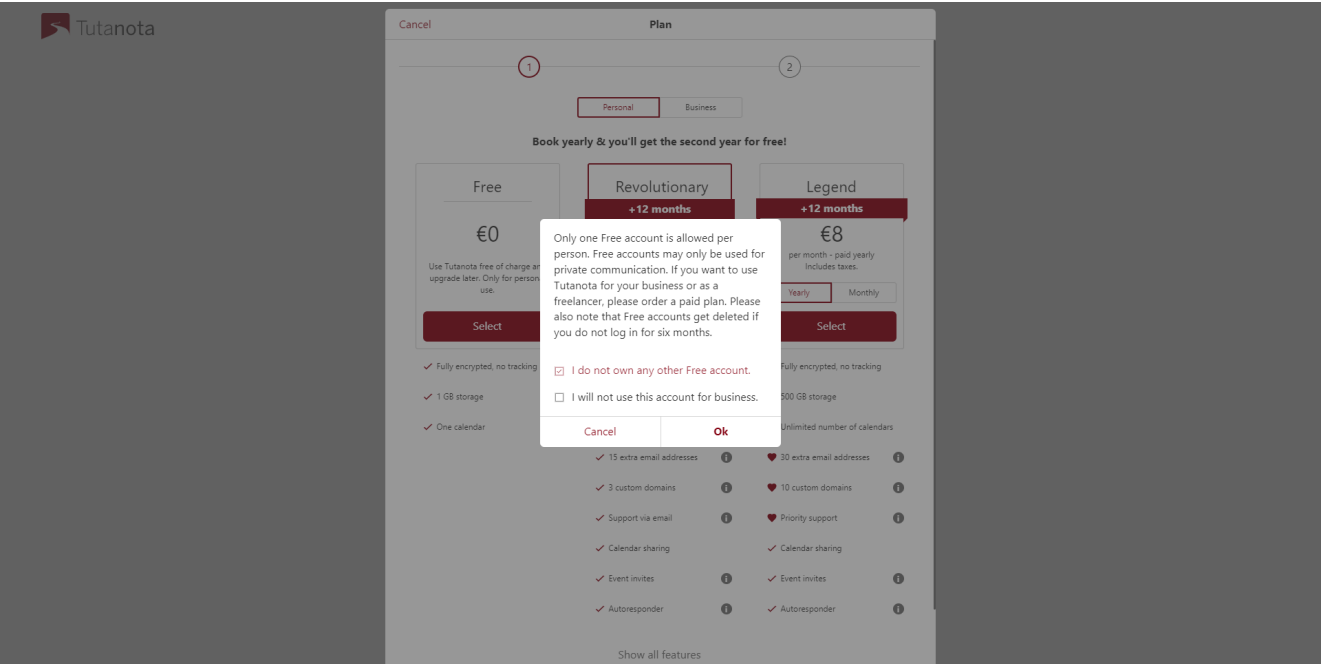 Tutanota
Cancel
Plan
1
2
Personal
Business
Book yearly & you'll get the second year for free!
Free
€0
Use Tutanota free of charge an
upgrade later. Only for person
use.
Select
Fully encrypted, no tracking
1 GB storage
One calendar
Revolutionary
+12 months
Legend
+12 months
€8
per month - paid yearly
Includes taxes.
Yearly
Monthly
Select
Only one Free account is allowed per
person. Free accounts may only be used for
private communication. If you want to use
Tutanota for your business or as a
freelancer, please order a paid plan. Please
also note that Free accounts get deleted if
you do not log in for six months.
I do not own any other Free account.
I will not use this account for business.
Cancel
Ok
15 extra email addresses
3 custom domains
Support via email
Calendar sharing
Event invites
Autoresponder
Fully encrypted, no tracking
500 GB storage
Unlimited number of calendars
30 extra email addresses
10 custom domains
Priority support
Calendar sharing
Event invites
Autoresponder
Show all features